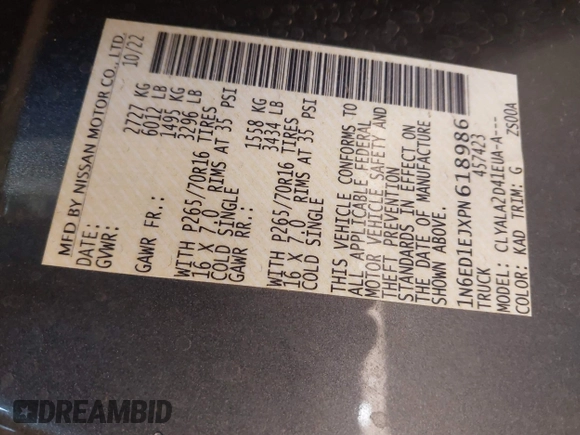 MFD BY NISSAN MOTOR CO., LTD.
DATE: 10/22
GVWR: 2727 KG
6012 LB
GAWR FR.: 1495 KG
3296 LB
WITH P265/70R16 TIRES
16 X 7.0 RIMS AT 35 PSI
COLD SINGLE
GAWR RR.: 1558 KG
3434 LB
WITH P265/70R16 TIRES
16 X 7.0 RIMS AT 35 PSI
COLD SINGLE
THIS VEHICLE CONFORMS TO
ALL APPLICABLE FEDERAL
MOTOR VEHICLE SAFETY AND
THEFT PREVENTION
STANDARDS IN EFFECT ON
THE DATE OF MANUFACTURE
SHOWN ABOVE.
1N6ED1EJXPN618986
TRUCK 457423
MODEL: CLYALA2D41EUA-A---
COLOR: KAD TRIM: G ZS00A
DREAMBID